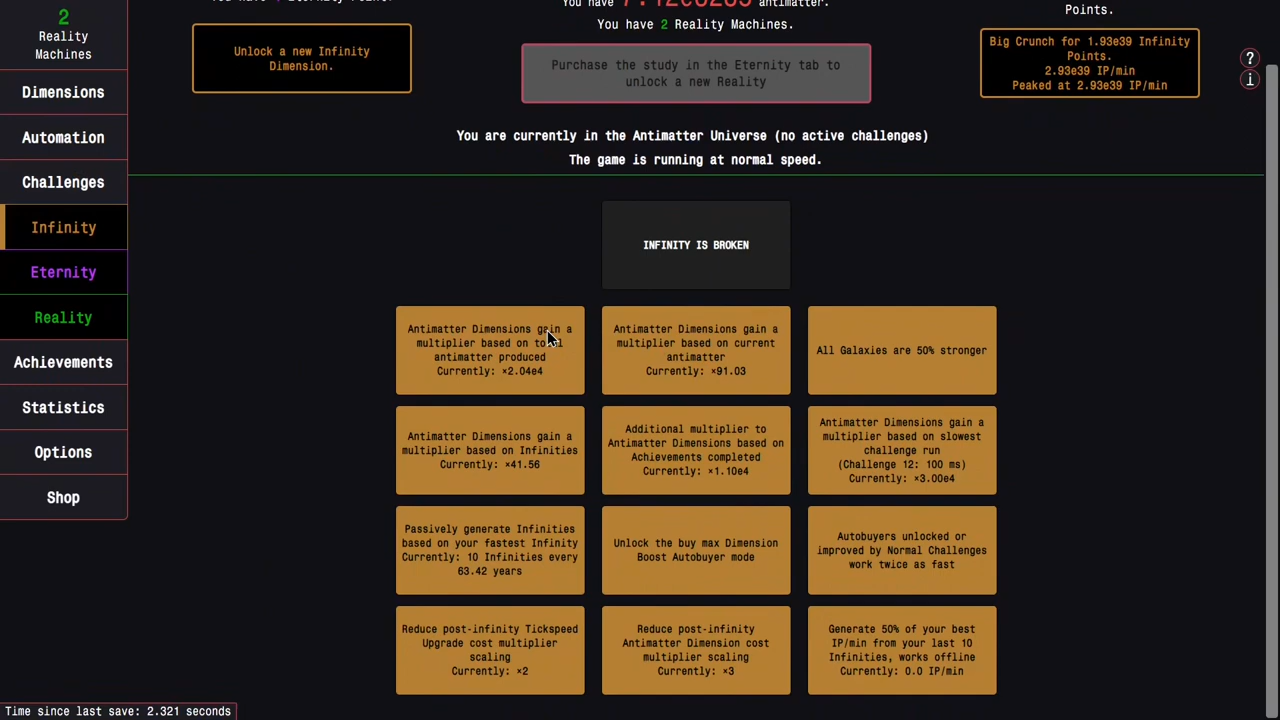 2
Reality
Machines
Dimensions
Automation
Challenges
Infinity
Eternity
Reality
Achievements
Statistics
Options
Shop
Unlock a new Infinity
Dimension.
You have antimatter.
You have 2 Reality Machines.
Purchase the study in the Eternity tab to
unlock a new Reality
Points.
Big Crunch for 1.93e39 Infinity
Points.
2.93e39 IP/min
Peaked at 2.93e39 IP/min
?
i
You are currently in the Antimatter Universe (no active challenges)
The game is running at normal speed.
INFINITY IS BROKEN
Antimatter Dimensions gain a
multiplier based on total
antimatter produced
Currently: ×2.04e4
Antimatter Dimensions gain a
multiplier based on current
antimatter
Currently: ×91.03
All Galaxies are 50% stronger
Antimatter Dimensions gain a
multiplier based on Infinities
Currently: ×41.56
Additional multiplier to
Antimatter Dimensions based on
Achievements completed
Currently: ×1.10e4
Antimatter Dimensions gain a
multiplier based on slowest
challenge run
(Challenge 12: 100 ms)
Currently: ×3.00e4
Passively generate Infinities
based on your fastest Infinity
Currently: 10 Infinities every
63.42 years
Unlock the buy max Dimension
Boost Autobuyer mode
Autobuyers unlocked or
improved by Normal Challenges
work twice as fast
Reduce post-infinity Tickspeed
Upgrade cost multiplier
scaling
Currently: ×2
Reduce post-infinity
Antimatter Dimension cost
multiplier scaling
Currently: ×3
Generate 50% of your best
IP/min from your last 10
Infinities, works offline
Currently: 0.0 IP/min
Time since last save: 2.321 seconds